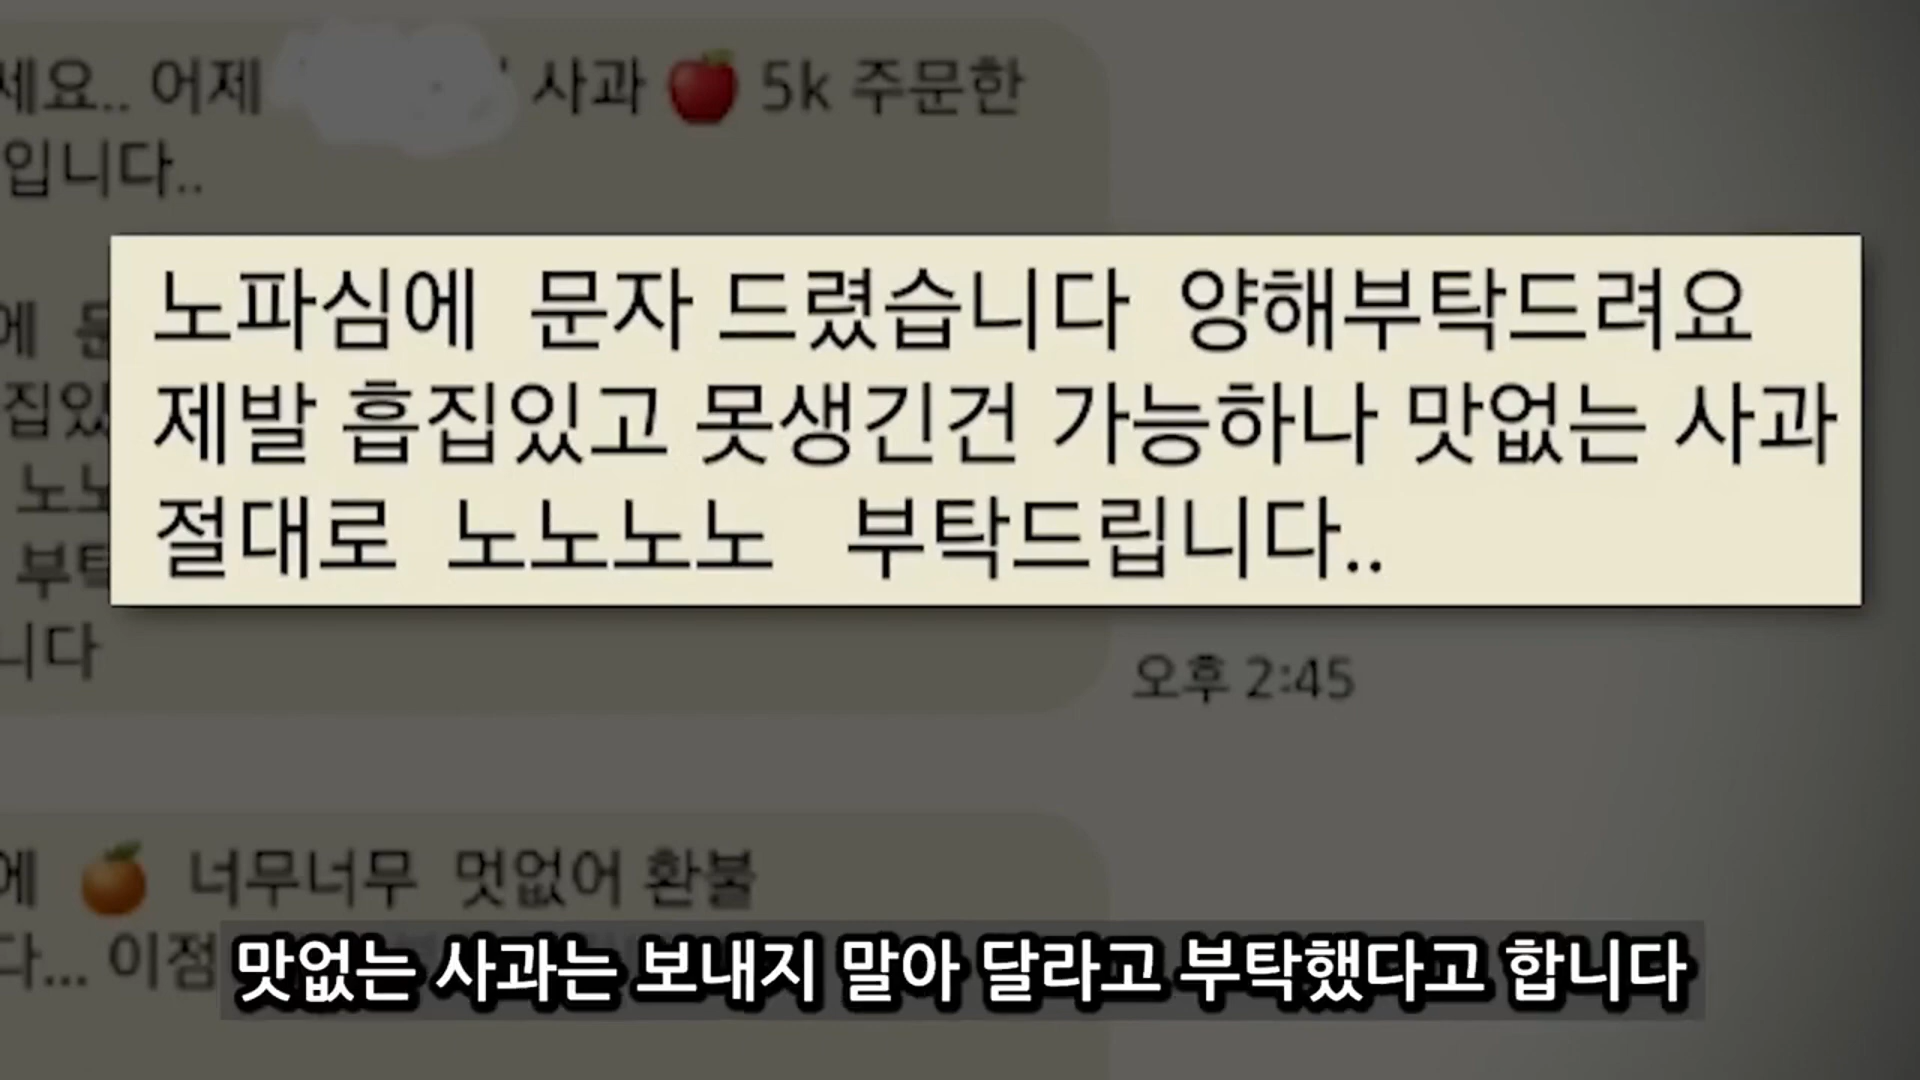 세요.. 어제 사과 🍎 5k 주문한
입니다..
노파심에 문자 드렸습니다 양해부탁드려요
제발 흡집있고 못생긴건 가능하나 맛없는 사과
절대로 노노노노 부탁드립니다..
니다
오후 2:45
에 🍊 너무너무 멋없어 환불
다... 이점
맛없는 사과는 보내지 말아 달라고 부탁했다고 합니다